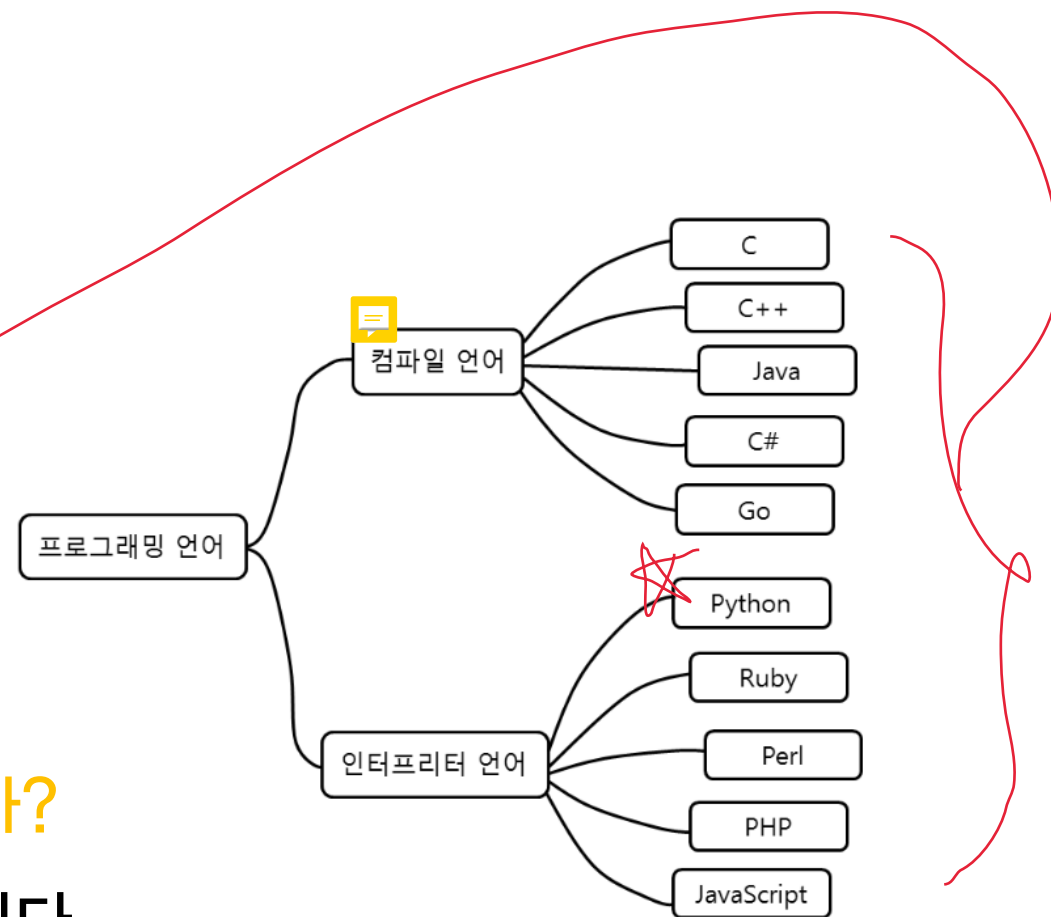 C
C++
컴파일 언어
Java
C#
Go
프로그래밍 언어
Python
Ruby
인터프리터 언어
Perl
PHP
JavaScript
?